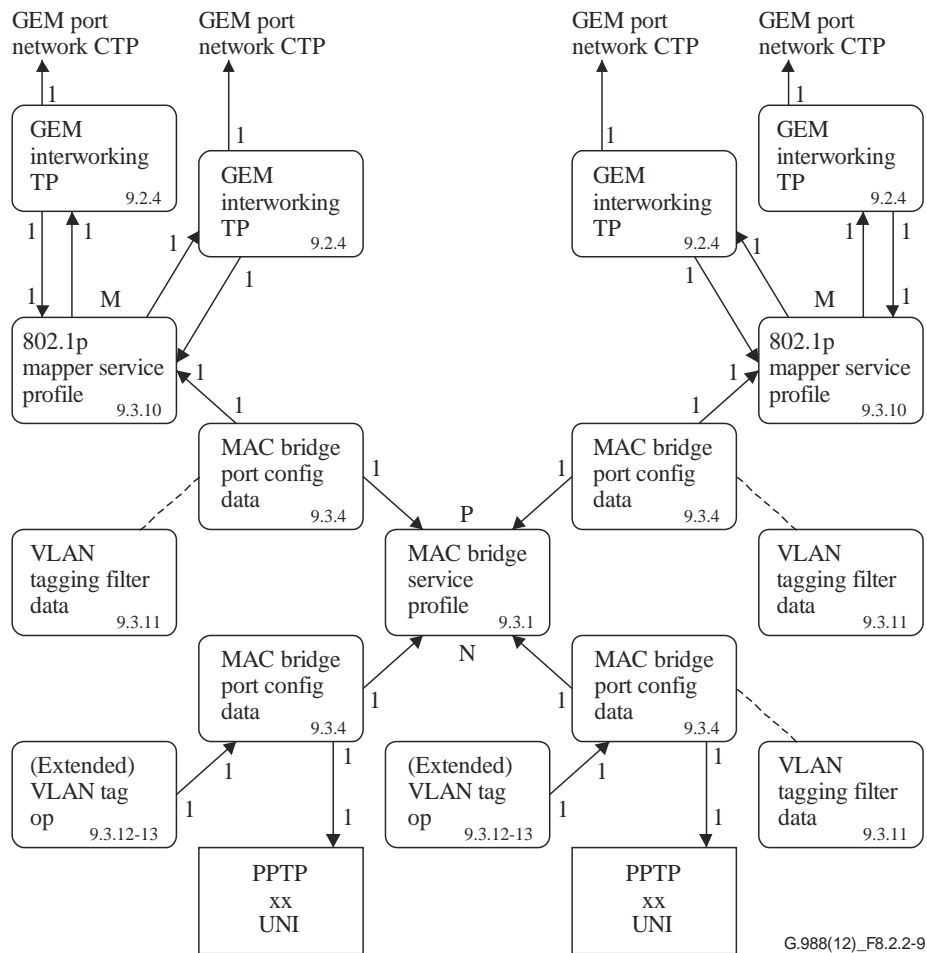 GEM port
network CTP
GEM port
network CTP
GEM port
network CTP
GEM port
network CTP
1
1
GEM
interworking
TP
9.2.4
1
1
GEM
interworking
TP
9.2.4
GEM
interworking
TP
9.2.4
GEM
interworking
TP
9.2.4
1
1
1
1
1
1
1
1
1
M
M
1
802.1p
mapper service
profile
9.3.10
802.1p
mapper service
profile
9.3.10
1
1
1
1
MAC bridge
port config
data
9.3.4
MAC bridge
port config
data
9.3.4
1
1
P
VLAN
tagging filter
data
9.3.11
MAC bridge
service
profile
9.3.1
VLAN
tagging filter
data
9.3.11
N
MAC bridge
port config
data
9.3.4
MAC bridge
port config
data
9.3.4
1
1
(Extended)
VLAN tag
op
9.3.12-13
(Extended)
VLAN tag
op
9.3.12-13
VLAN
tagging filter
data
9.3.11
1
1
1
1
1
1
1
1
PPTP
xx
UNI
PPTP
xx
UNI
G.988(12)_F8.2.2-9